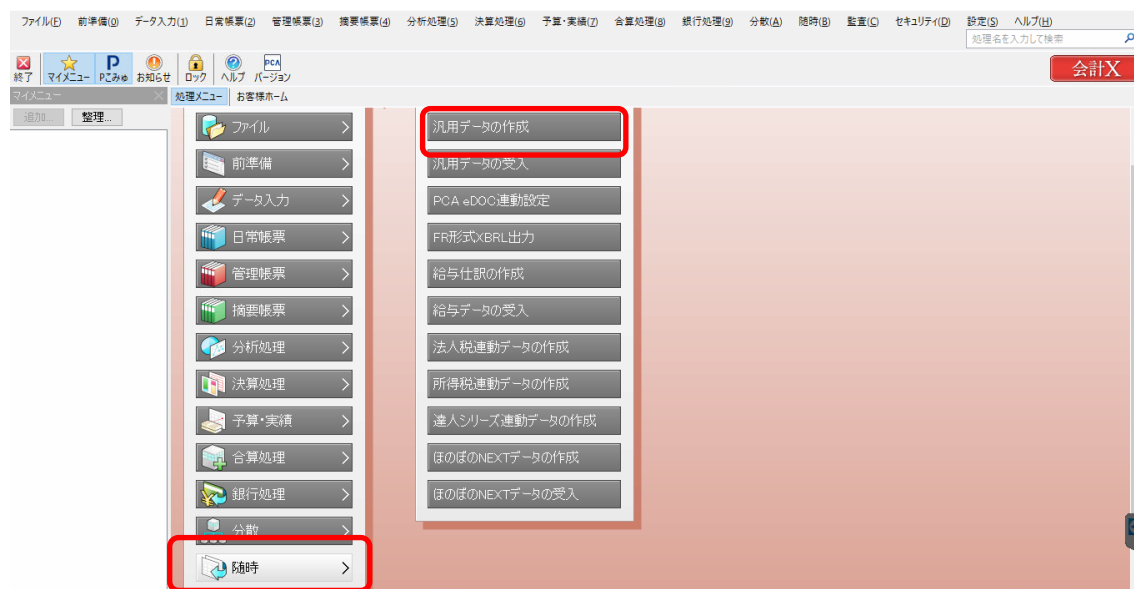 ファイル(F) 前準備(0) データ入力(1) 日常帳票(2) 管理帳票(3) 摘要帳票(4) 分析処理(5) 決算処理(6) 予算・実績(7) 合算処理(8) 銀行処理(9) 分散(A) 随時(B) 監査(C) セキュリティ(D) 設定(S) ヘルプ(H)
処理名を入力して検索
終了 マイメニュー Pこみゅ お知らせ ロック ヘルプ バージョン
PCA
会計X
マイメニュー 処理メニュー お客様ホーム
追加... 整理...
ファイル
前準備
データ入力
日常帳票
管理帳票
摘要帳票
分析処理
決算処理
予算・実績
合算処理
銀行処理
分散
随時
汎用データの作成
汎用データの受入
PCA eDOC連動設定
FR形式XBRL出力
給与仕訳の作成
給与データの受入
法人税連動データの作成
所得税連動データの作成
達人シリーズ連動データの作成
ほのぼのNEXTデータの作成
ほのぼのNEXTデータの受入